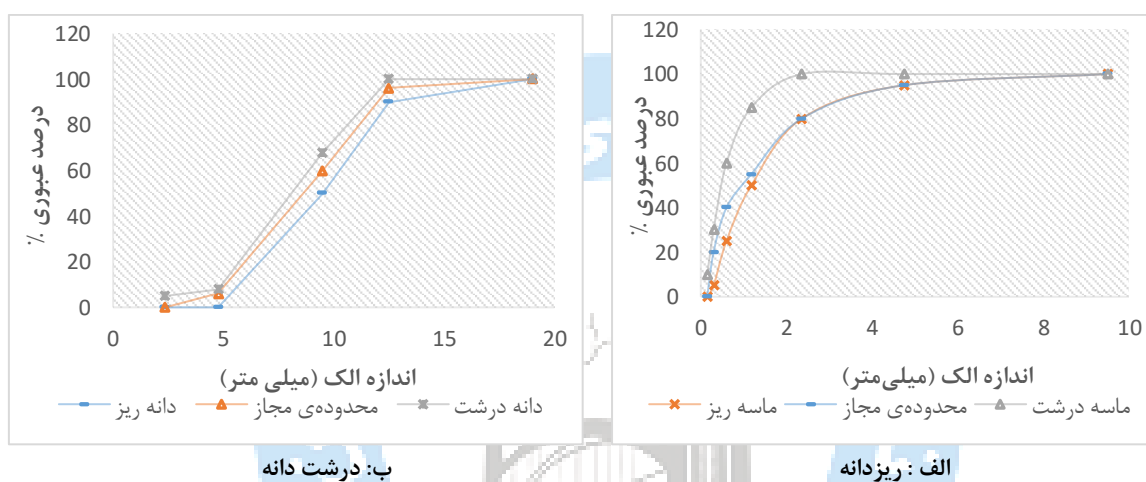 120
100
80
60
40
20
0
درصد عبوری %
0 2 4 6 8 10
اندازه الک (میلی‌متر)
ماسه ریز محدوده‌ی مجاز ماسه درشت
الف : ریزدانه
120
100
80
60
40
20
0
درصد عبوری %
0 5 10 15 20
اندازه الک (میلی متر)
دانه ریز محدوده‌ی مجاز دانه درشت
ب: درشت دانه